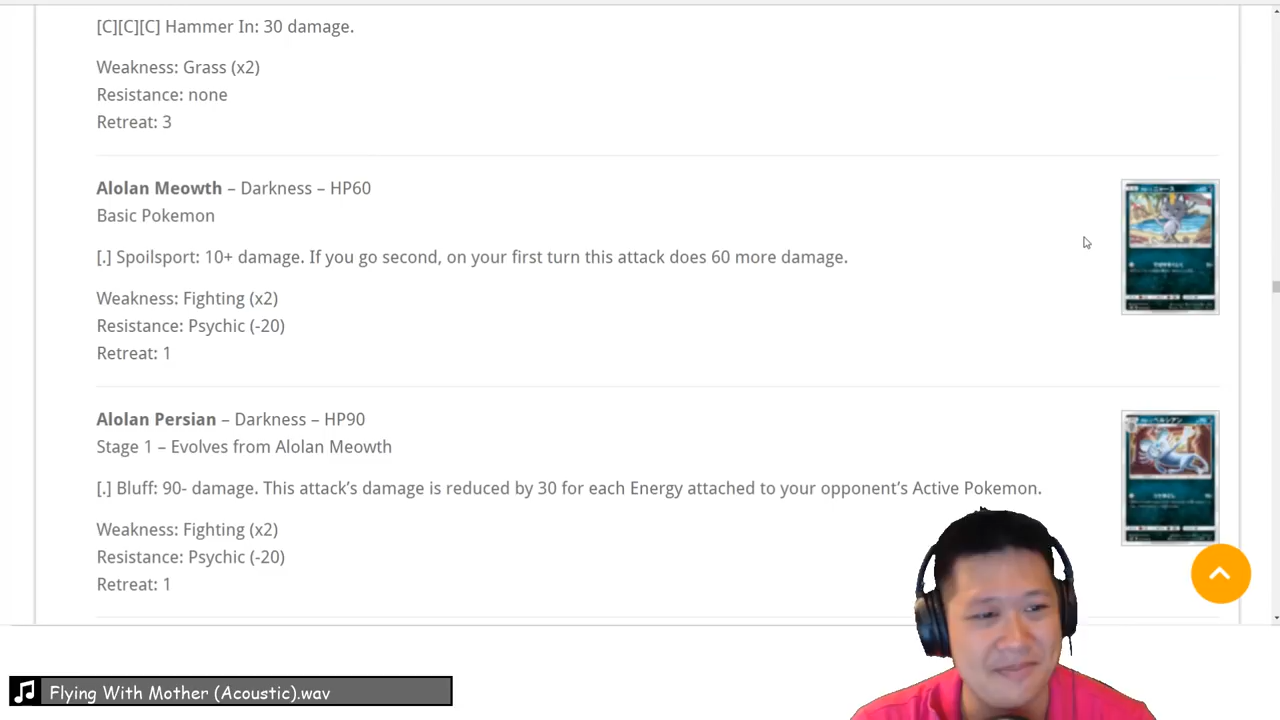 [C][C][C] Hammer In: 30 damage.
Weakness: Grass (x2)
Resistance: none
Retreat: 3
Alolan Meowth – Darkness – HP60
Basic Pokemon
[.] Spoilsport: 10+ damage. If you go second, on your first turn this attack does 60 more damage.
Weakness: Fighting (x2)
Resistance: Psychic (-20)
Retreat: 1
Alolan Persian – Darkness – HP90
Stage 1 – Evolves from Alolan Meowth
[.] Bluff: 90- damage. This attack’s damage is reduced by 30 for each Energy attached to your opponent’s Active Pokemon.
Weakness: Fighting (x2)
Resistance: Psychic (-20)
Retreat: 1
Flying With Mother (Acoustic).wav